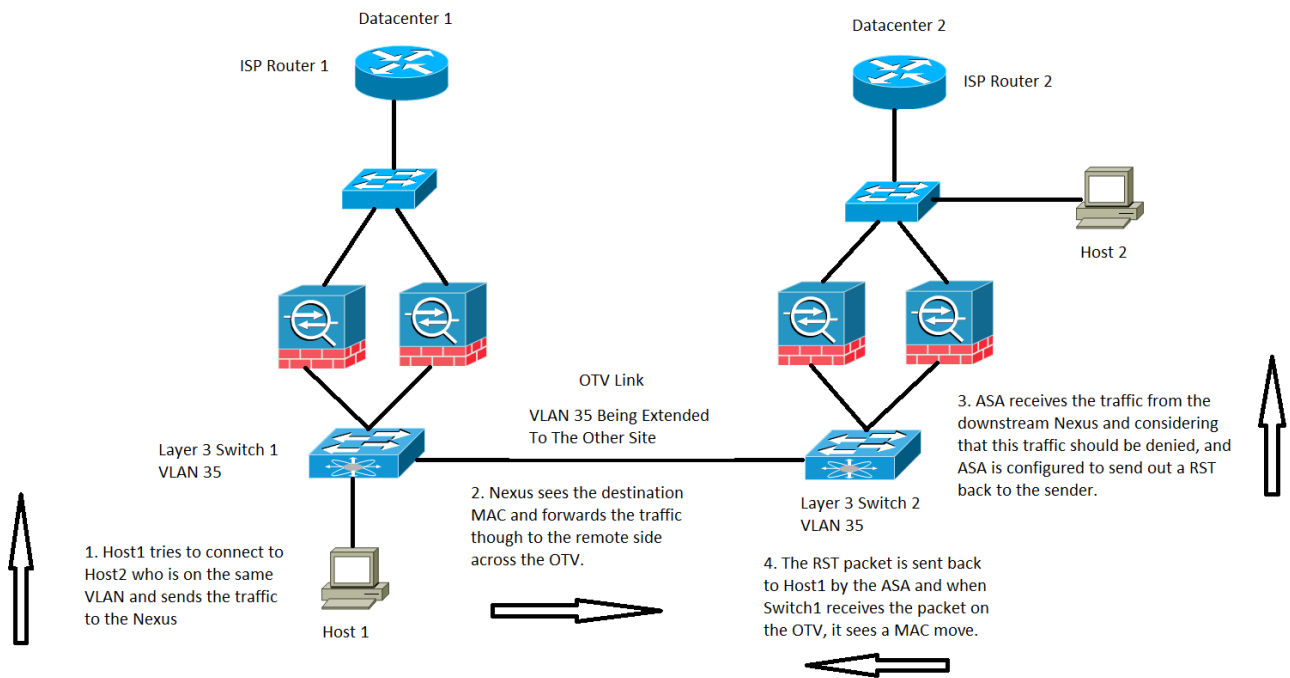 Datacenter 1
Datacenter 2
ISP Router 1
ISP Router 2
Host 2
OTV Link
VLAN 35 Being Extended
To The Other Site
Layer 3 Switch 1
VLAN 35
3. ASA receives the traffic from the
downstream Nexus and considering
that this traffic should be denied, and
ASA is configured to send out a RST
back to the sender.
Layer 3 Switch 2
VLAN 35
2. Nexus sees the destination
MAC and forwards the traffic
though to the remote side
across the OTV.
1. Host1 tries to connect to
Host2 who is on the same
VLAN and sends the traffic
to the Nexus
Host 1
4. The RST packet is sent back
to Host1 by the ASA and when
Switch1 receives the packet on
the OTV, it sees a MAC move.